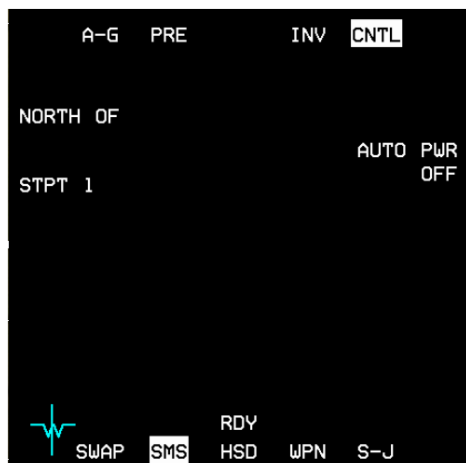 A-G PRE INV CNTL
NORTH OF
AUTO PWR
OFF
STPT 1
RDY
SWAP SMS HSD WPN S-J